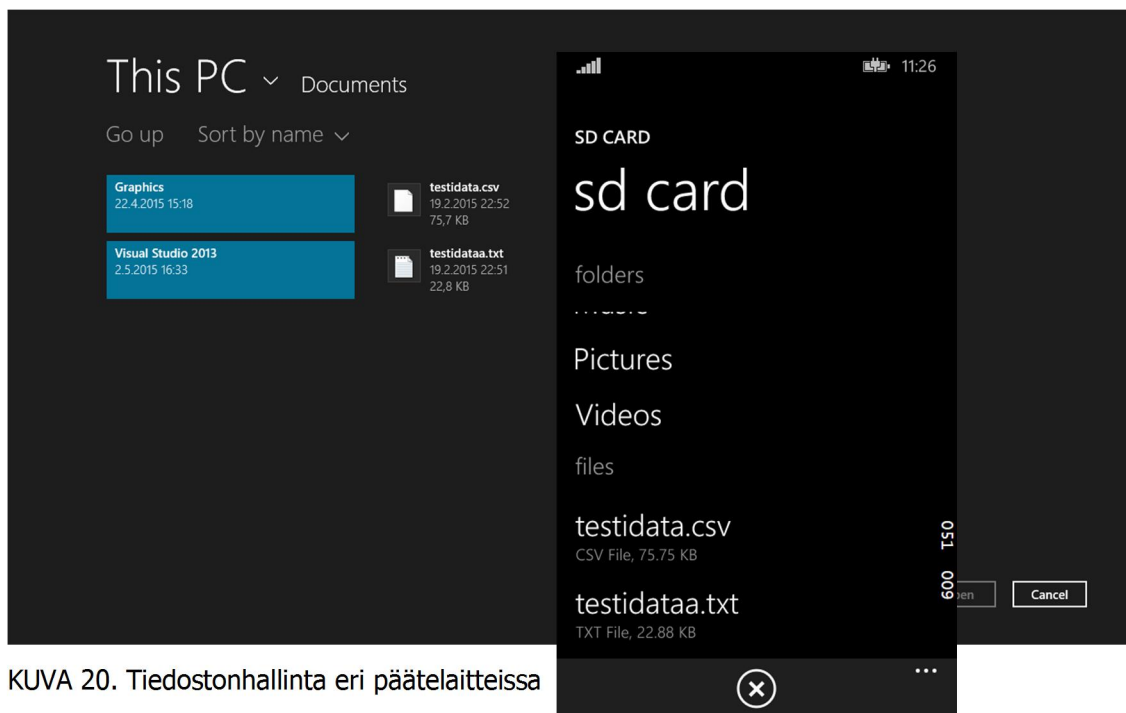 This PC Documents
Go up Sort by name
Graphics
22.4.2015 15:18
Visual Studio 2013
2.5.2015 16:33
testidata.csv
19.2.2015 22:52
75,7 KB
testidataa.txt
19.2.2015 22:51
22,8 KB
Cancel
11:26
SD CARD
sd card
folders
Pictures
Videos
files
testidata.csv
CSV File, 75.75 KB
testidataa.txt
TXT File, 22.88 KB
051 009
KUVA 20. Tiedostonhallinta eri päätelaitteissa